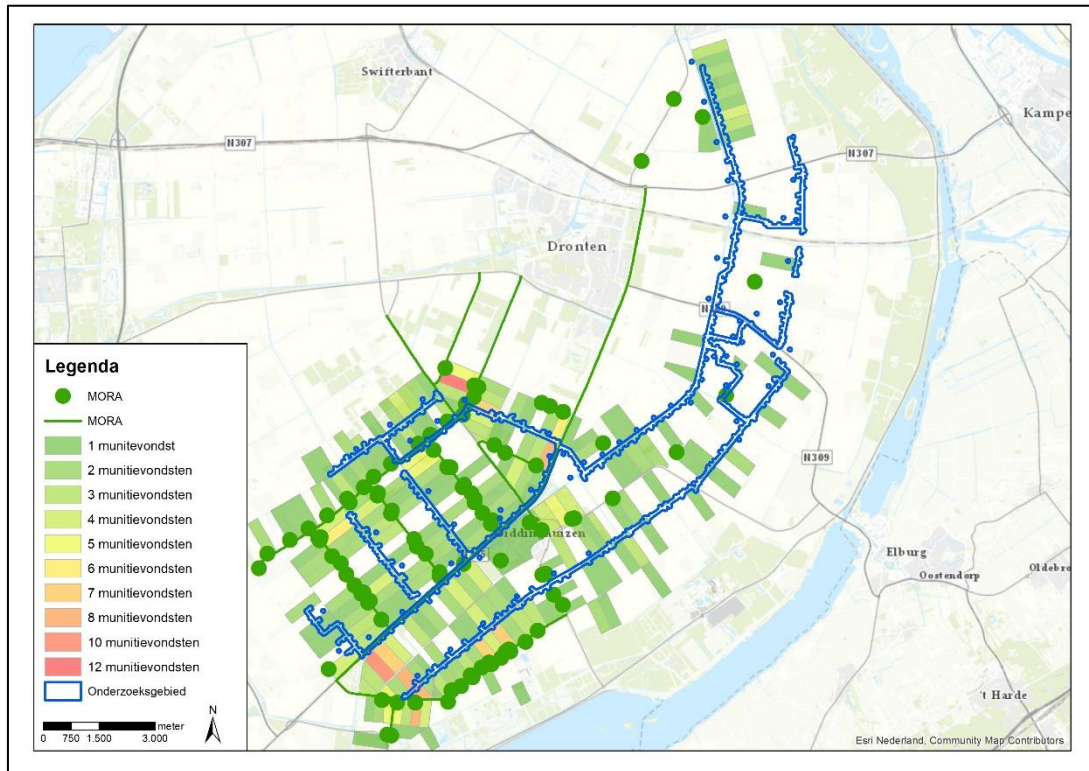 Swifterbant
Kampe
N307
N307
Dronten
N309
Elburg
Oostendorp
Oldebro
't Harde
Legenda
MORA
MORA
1 munitievondst
2 munitievondsten
3 munitievondsten
4 munitievondsten
5 munitievondsten
6 munitievondsten
7 munitievondsten
8 munitievondsten
10 munitievondsten
12 munitievondsten
Onderzoeksgebied
meter
0 750 1.500 3.000
N
Esri Nederland, Community Map Contributors